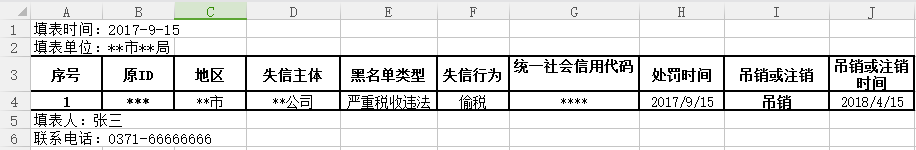 A B C D E F G H I J
1 填表时间：2017-9-15
2 填表单位：**市**局
3 序号 原ID 地区 失信主体 黑名单类型 失信行为 统一社会信用代码 处罚时间 吊销或注销 吊销或注销时间
4 1 *** **市 **公司 严重税收违法 偷税 **** 2017/9/15 吊销 2018/4/15
5 填表人：张三
6 联系电话：0371-66666666